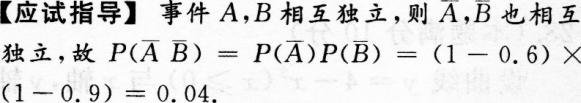 【应试指导】 事件 A,B 相互独立,则 A̅,B̅ 也相互
独立,故 P(A̅ B̅) = P(A̅)P(B̅) = (1-0.6)×
(1-0.9) = 0.04.